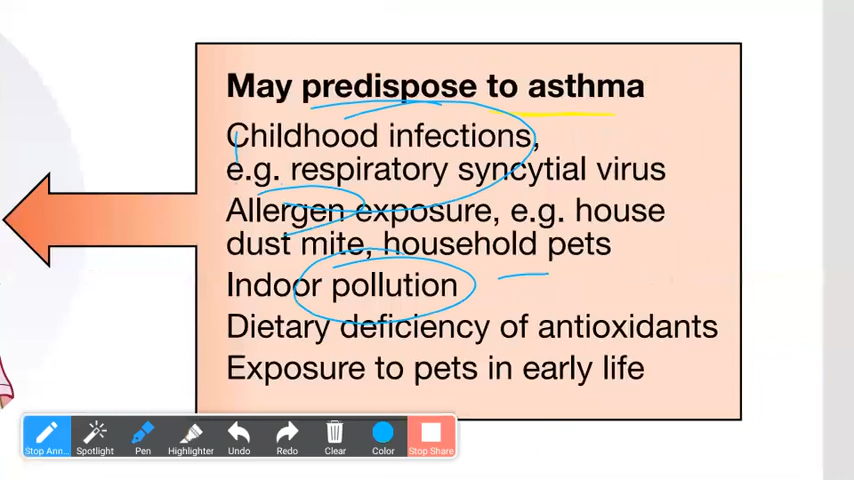 May predispose to asthma
Childhood infections,
e.g. respiratory syncytial virus
Allergen exposure, e.g. house
dust mite, household pets
Indoor pollution
Dietary deficiency of antioxidants
Exposure to pets in early life
Stop Ann... Spotlight Pen Highlighter Undo Redo Clear Color Stop Share